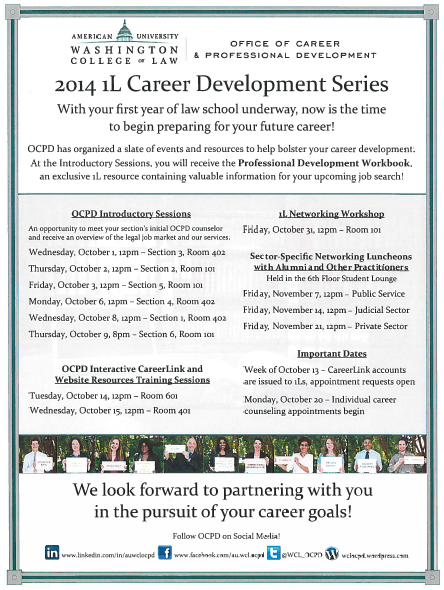 AMERICAN UNIVERSITY
WASHINGTON
COLLEGE OF LAW
OFFICE OF CAREER
& PROFESSIONAL DEVELOPMENT
2014 1L Career Development Series
With your first year of law school underway, now is the time
to begin preparing for your future career!
OCPD has organized a slate of events and resources to help bolster your career development.
At the Introductory Sessions, you will receive the Professional Development Workbook,
an exclusive 1L resource containing valuable information for your upcoming job search!
OCPD Introductory Sessions
An opportunity to meet your section's initial OCPD counselor
and receive an overview of the legal job market and our services.
Wednesday, October 1, 12pm – Section 3, Room 402
Thursday, October 2, 12pm – Section 2, Room 101
Friday, October 3, 12pm – Section 5, Room 101
Monday, October 6, 12pm – Section 4, Room 402
Wednesday, October 8, 12pm – Section 1, Room 402
Thursday, October 9, 8pm – Section 6, Room 101
OCPD Interactive CareerLink and
Website Resources Training Sessions
Tuesday, October 14, 12pm – Room 601
Wednesday, October 15, 12pm – Room 401
1L Networking Workshop
Friday, October 31, 12pm – Room 101
Sector-Specific Networking Luncheons
with Alumni and Other Practitioners
Held in the 6th Floor Student Lounge
Friday, November 7, 12pm – Public Service
Friday, November 14, 12pm – Judicial Sector
Friday, November 21, 12pm – Private Sector
Important Dates
Week of October 13 – CareerLink accounts
are issued to 1Ls, appointment requests open
Monday, October 20 – Individual career
counseling appointments begin
We look forward to partnering with you
in the pursuit of your career goals!
Follow OCPD on Social Media!
in www.linkedin.com/in/auwclocpd f www.facebook.com/au.wcl.ocpd t @WCL_OCPD W wclocpd.wordpress.com